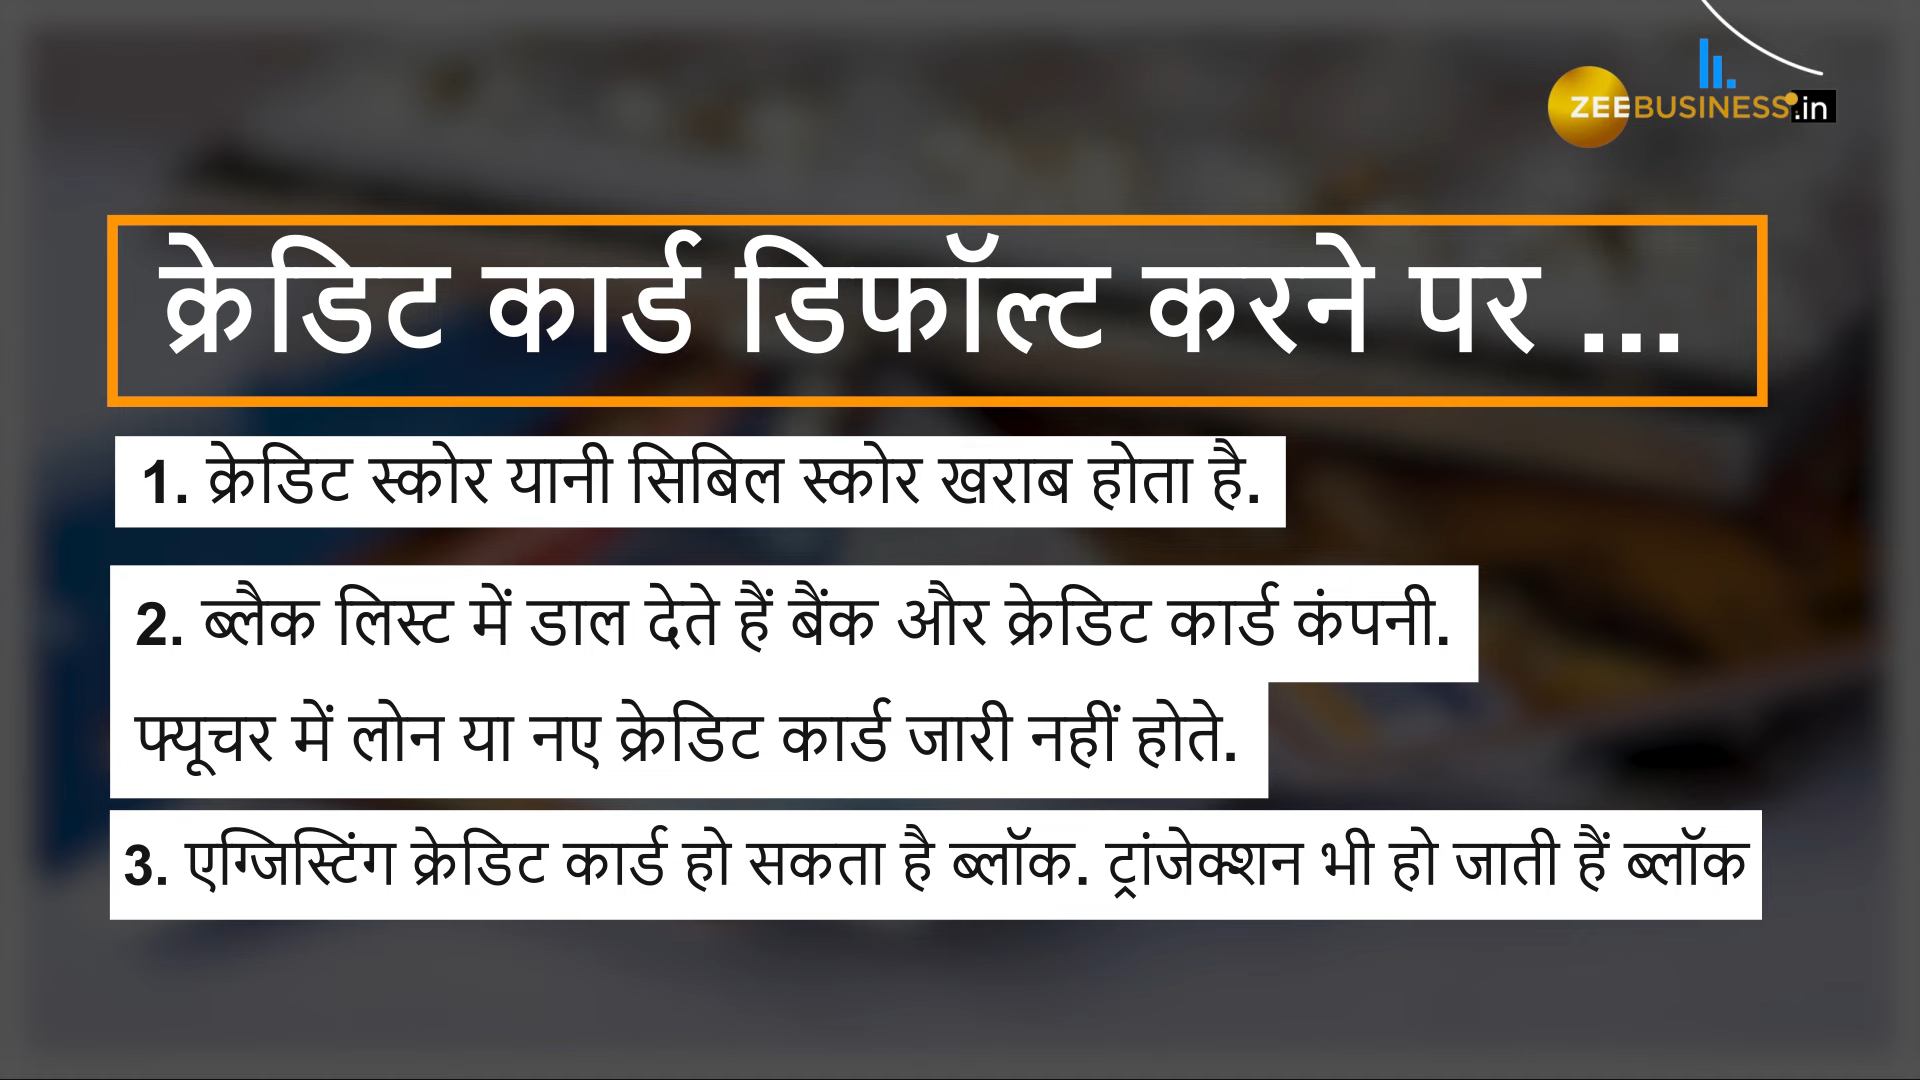 ZEEBUSINESS.in
क्रेडिट कार्ड डिफॉल्ट करने पर ...
1. क्रेडिट स्कोर यानी सिबिल स्कोर खराब होता है.
2. ब्लैक लिस्ट में डाल देते हैं बैंक और क्रेडिट कार्ड कंपनी.
फ्यूचर में लोन या नए क्रेडिट कार्ड जारी नहीं होते.
3. एग्जिस्टिंग क्रेडिट कार्ड हो सकता है ब्लॉक. ट्रांजेक्शन भी हो जाती हैं ब्लॉक